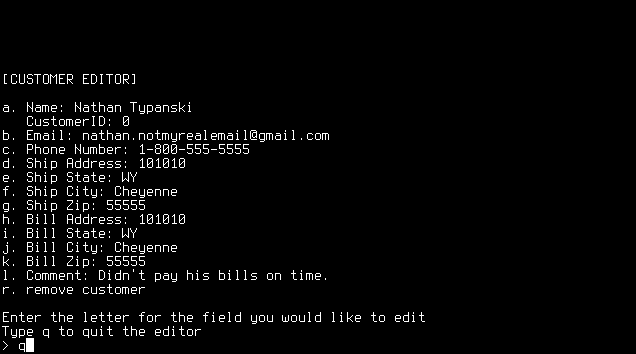 [CUSTOMER EDITOR]
a. Name: Nathan Typanski
CustomerID: 0
b. Email: nathan.notmyrealemail@gmail.com
c. Phone Number: 1-800-555-5555
d. Ship Address: 101010
e. Ship State: WY
f. Ship City: Cheyenne
g. Ship Zip: 55555
h. Bill Address: 101010
i. Bill State: WY
j. Bill City: Cheyenne
k. Bill Zip: 55555
l. Comment: Didn't pay his bills on time.
r. remove customer
Enter the letter for the field you would like to edit
Type q to quit the editor
> q